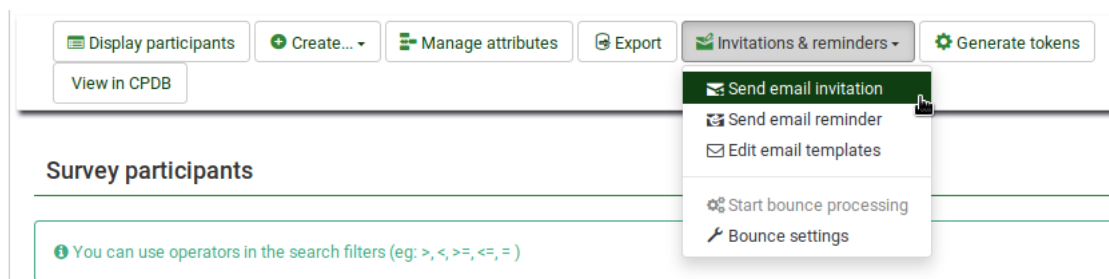 Display participants
Create...
Manage attributes
Export
Invitations & reminders
Generate tokens
View in CPDB
Send email invitation
Send email reminder
Edit email templates
Start bounce processing
Bounce settings
Survey participants
You can use operators in the search filters (eg: >, <, >=, <=, = )